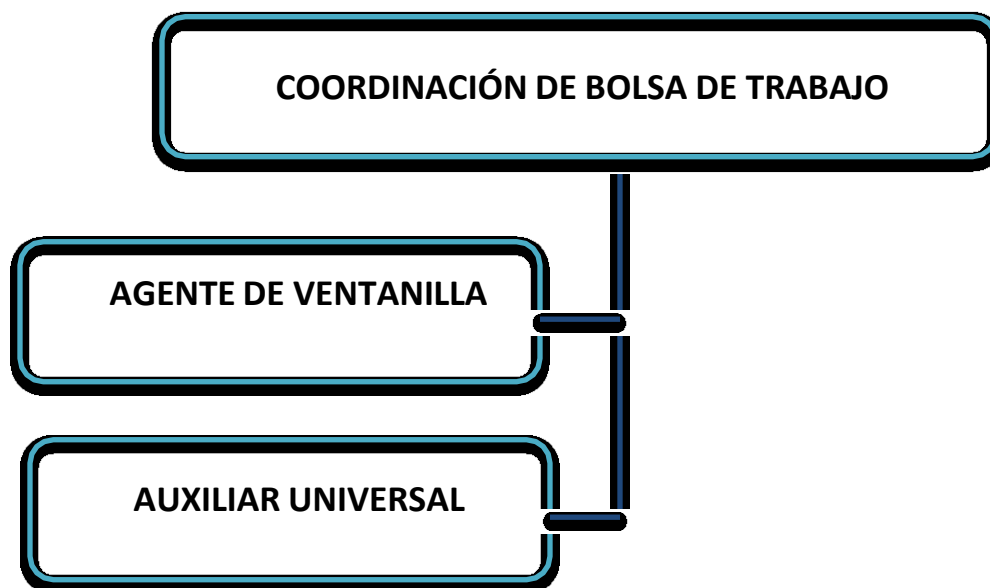 COORDINACIÓN DE BOLSA DE TRABAJO
AGENTE DE VENTANILLA
AUXILIAR UNIVERSAL